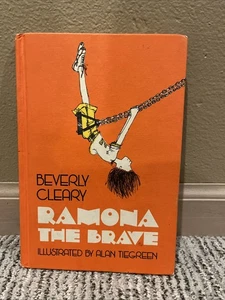 BEVERLY
CLEARY
RAMONA
THE BRAVE
ILLUSTRATED BY ALAN TIEGREEN